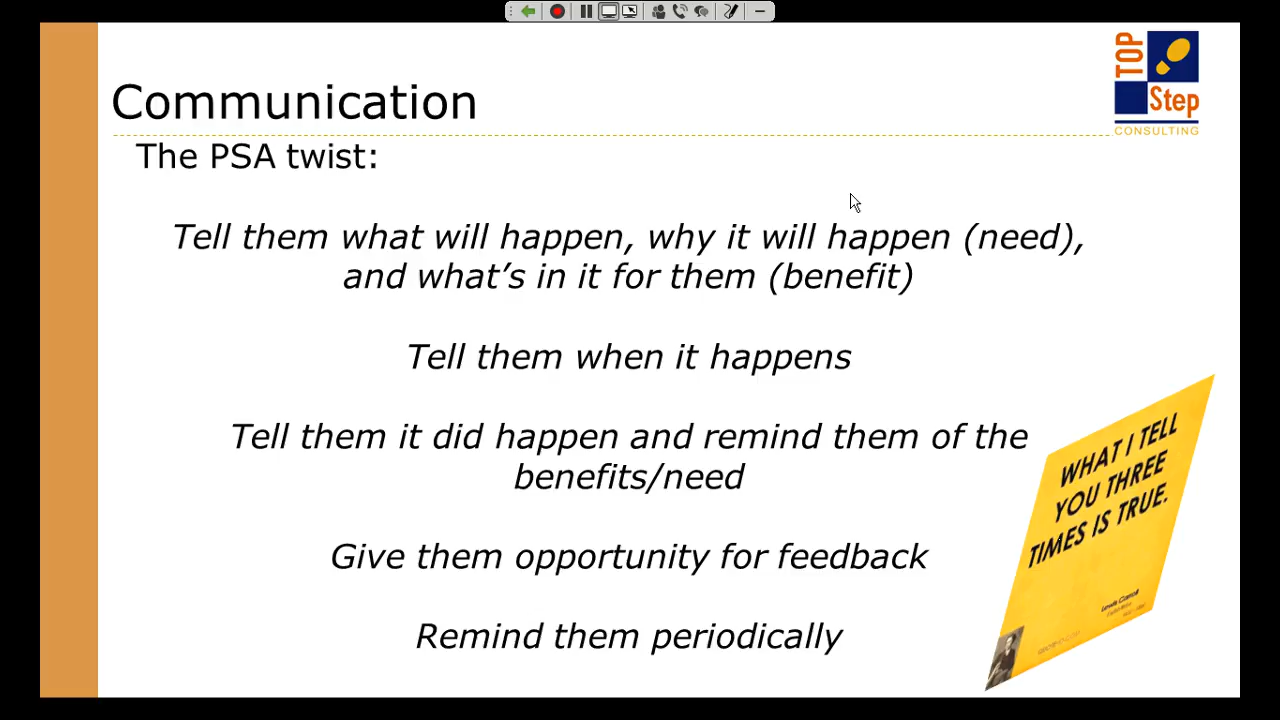 Communication
TOP
Step
CONSULTING
The PSA twist:
Tell them what will happen, why it will happen (need),
and what’s in it for them (benefit)
Tell them when it happens
Tell them it did happen and remind them of the
benefits/need
Give them opportunity for feedback
Remind them periodically
WHAT I TELL
YOU THREE
TIMES IS TRUE.
Lewis Carroll